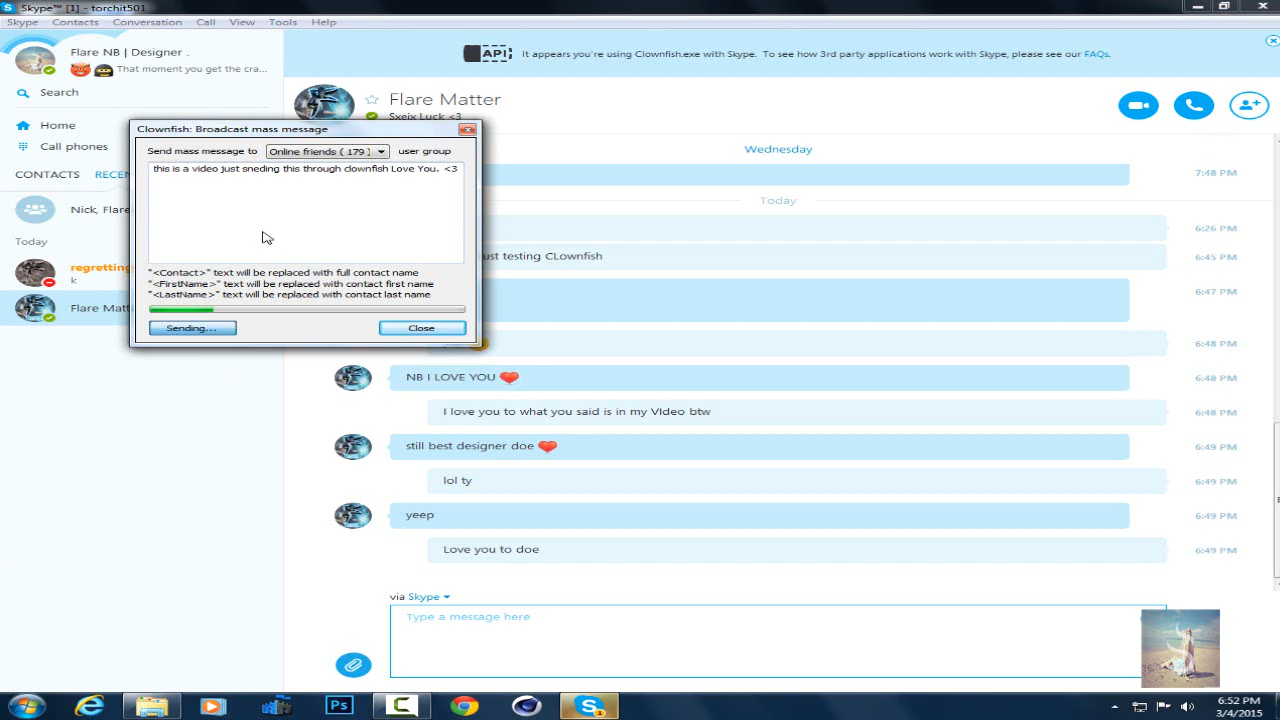 Skype™ [1] - torchit501
Skype Contacts Conversation Call View Tools Help
Flare NB | Designer .
That moment you get the cra...
API
It appears you're using Clownfish.exe with Skype. To see how 3rd party applications work with Skype, please see our FAQs.
Search
Home
Call phones
CONTACTS RECEN
Nick, Flare
Today
regretting
k
Flare Matt
Flare Matter
Sxeix Luck <3
Clownfish: Broadcast mass message
Send mass message to Online friends ( 179 ) user group
this is a video just sneding this through clownfish Love You. <3
"<Contact>" text will be replaced with full contact name
"<FirstName>" text will be replaced with contact first name
"<LastName>" text will be replaced with contact last name
Sending... Close
Wednesday
7:48 PM
Today
6:26 PM
ust testing CLownfish 6:45 PM
6:47 PM
6:48 PM
NB I LOVE YOU 6:48 PM
I love you to what you said is in my VIdeo btw 6:48 PM
still best designer doe 6:49 PM
lol ty 6:49 PM
yeep 6:49 PM
Love you to doe 6:49 PM
via Skype
Type a message here
Ps
S
1
6:52 PM
3/4/2015